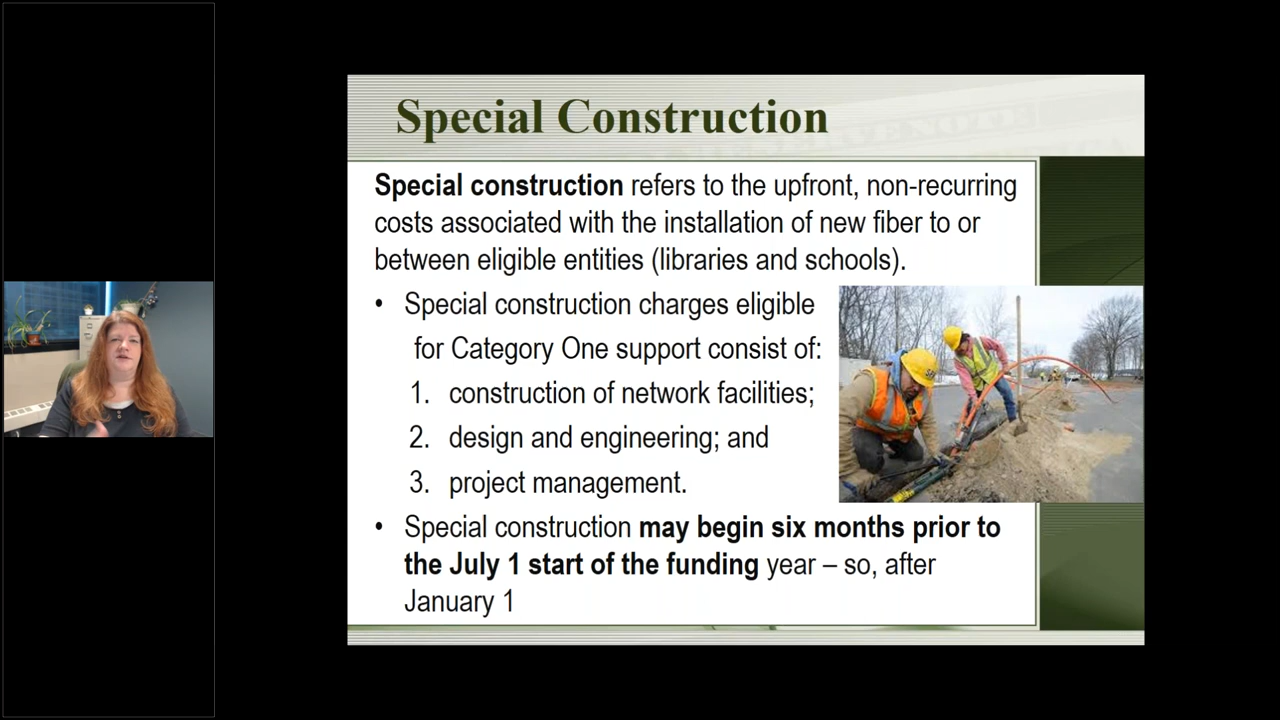 Special Construction
Special construction refers to the upfront, non-recurring
costs associated with the installation of new fiber to or
between eligible entities (libraries and schools).
• Special construction charges eligible
for Category One support consist of:
1. construction of network facilities;
2. design and engineering; and
3. project management.
• Special construction may begin six months prior to
the July 1 start of the funding year – so, after
January 1